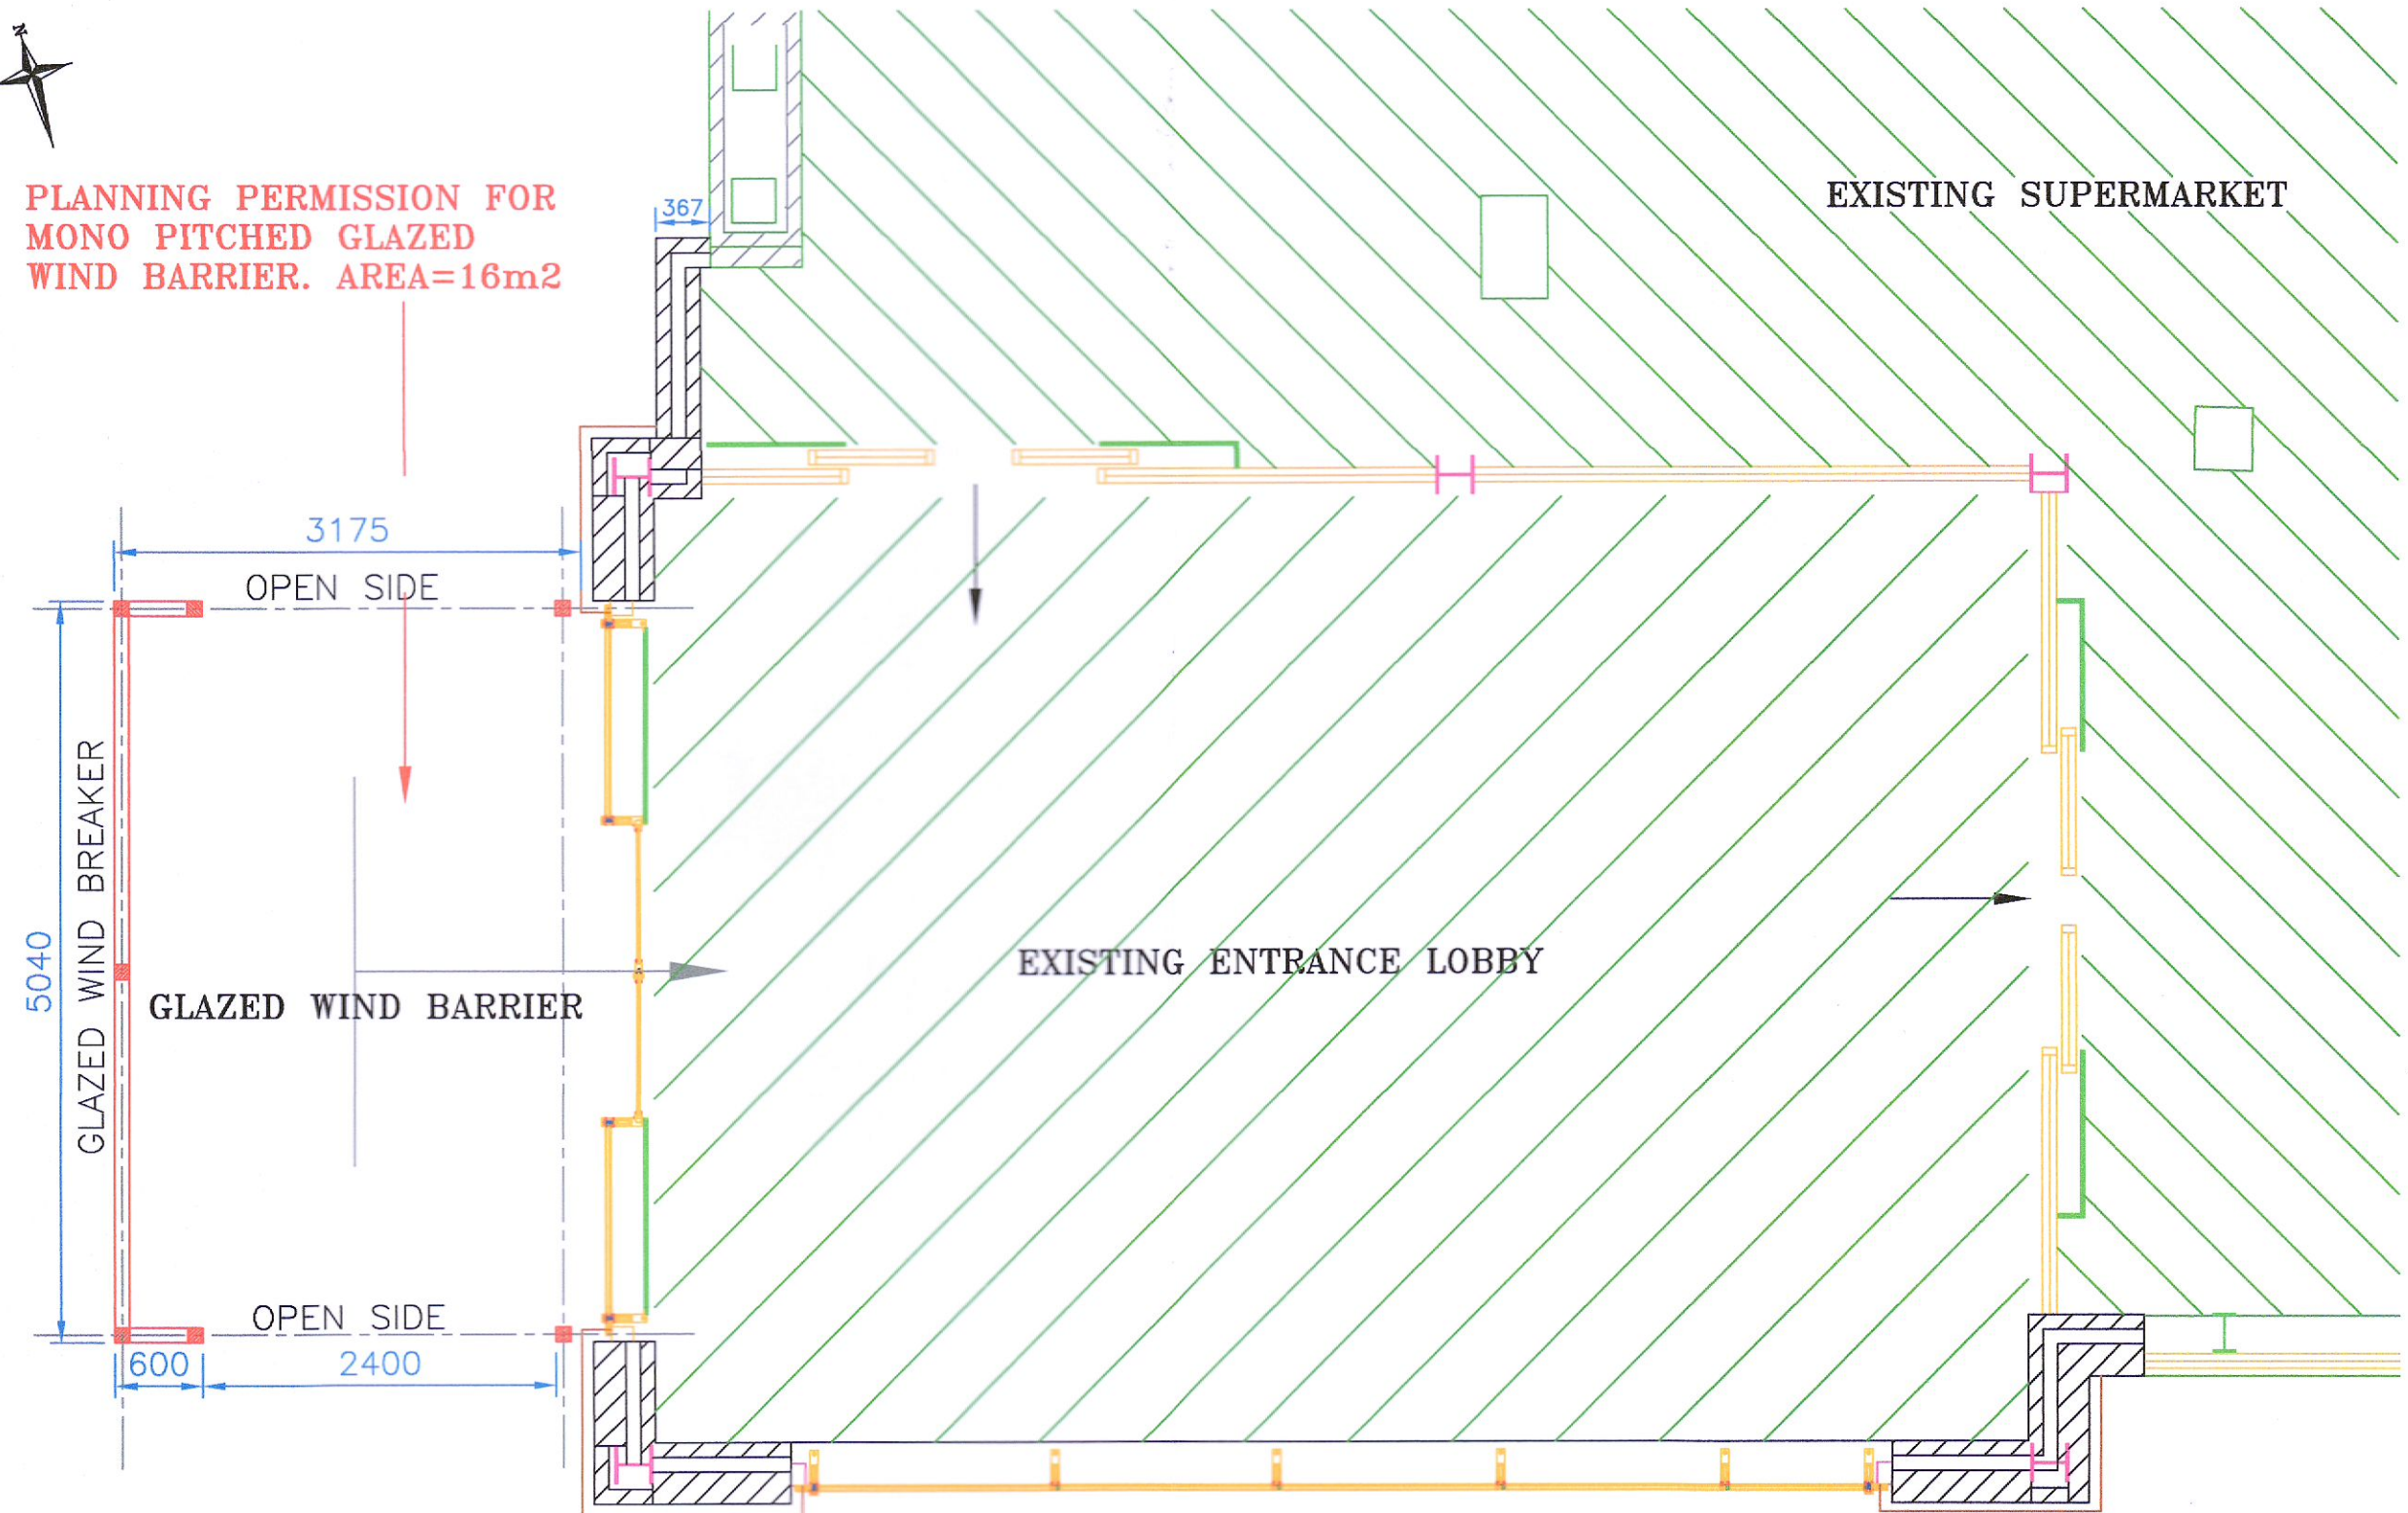 N
PLANNING PERMISSION FOR
MONO PITCHED GLAZED
WIND BARRIER. AREA=16m2
367
EXISTING SUPERMARKET
3175
OPEN SIDE
5040
GLAZED WIND BREAKER
GLAZED WIND BARRIER
EXISTING ENTRANCE LOBBY
OPEN SIDE
600
2400